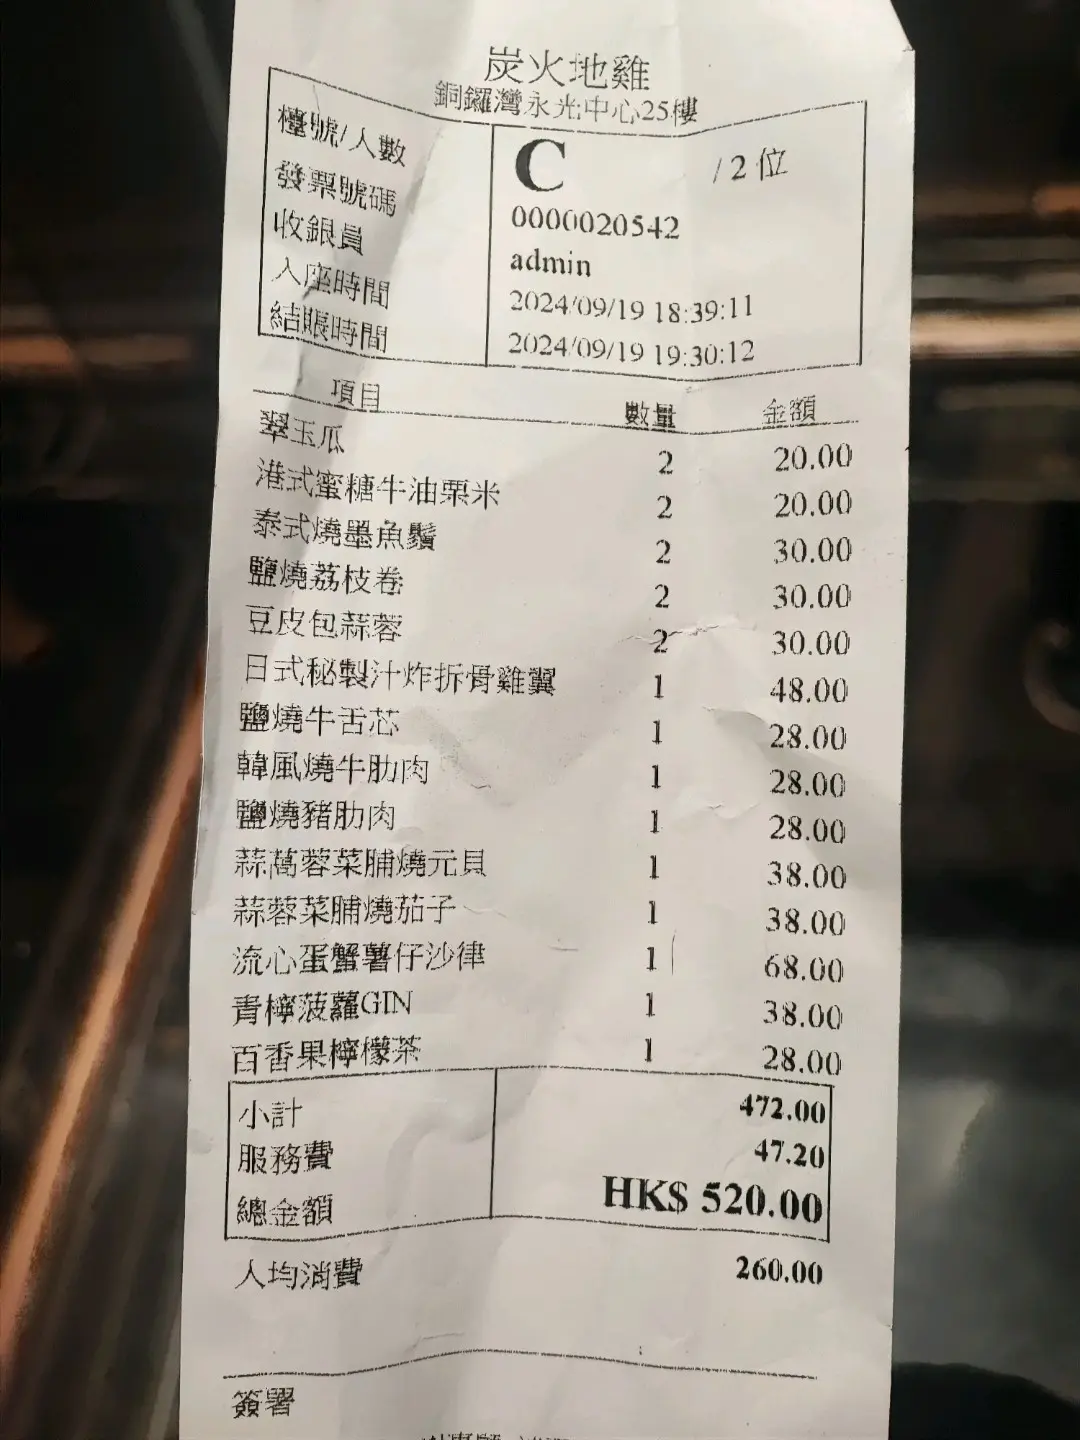 炭火地雞
銅鑼灣永光中心25樓
檯號/人數 C /2 位
發票號碼 0000020542
收銀員 admin
入座時間 2024/09/19 18:39:11
結賬時間 2024/09/19 19:30:12
項目 數量 金額
翠玉瓜 2 20.00
港式蜜糖牛油粟米 2 20.00
泰式燒墨魚鬚 2 30.00
鹽燒荔枝卷 2 30.00
豆皮包蒜蓉 2 30.00
日式秘製汁炸拆骨雞翼 1 48.00
鹽燒牛舌芯 1 28.00
韓風燒牛肋肉 1 28.00
鹽燒豬肋肉 1 28.00
蒜萵蓉菜脯燒元貝 1 38.00
蒜蓉菜脯燒茄子 1 38.00
流心蛋蟹薯仔沙律 1 68.00
青檸菠蘿GIN 1 38.00
百香果檸檬茶 1 28.00
小計 472.00
服務費 47.20
總金額 HK$ 520.00
人均消費 260.00
簽署